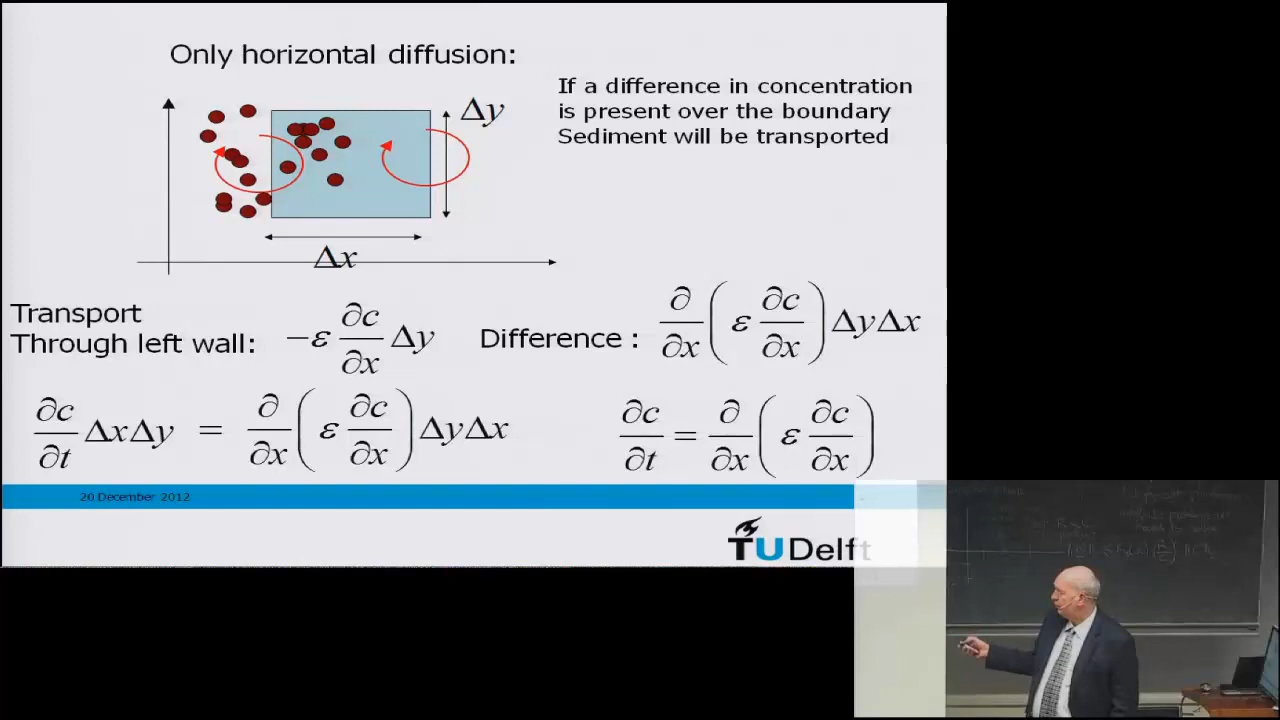 Only horizontal diffusion:
If a difference in concentration
is present over the boundary
Sediment will be transported
Δy
Δx
Transport
Through left wall: −ε ∂c/∂x Δy
Difference : ∂/∂x (ε ∂c/∂x) ΔyΔx
∂c/∂t ΔxΔy = ∂/∂x (ε ∂c/∂x) ΔyΔx
∂c/∂t = ∂/∂x (ε ∂c/∂x)
20 December 2012
TU Delft